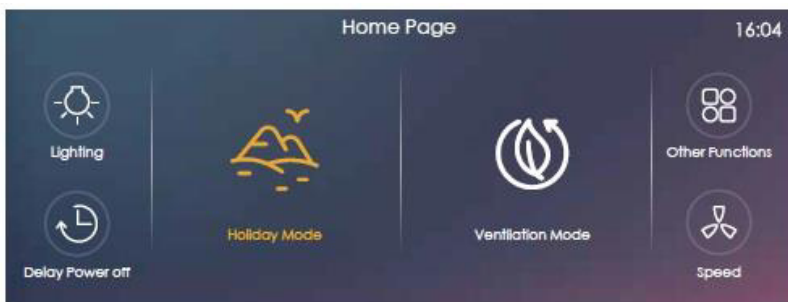 Home Page
16:04
Lighting
Delay Power off
Holiday Mode
Ventilation Mode
Other Functions
Speed